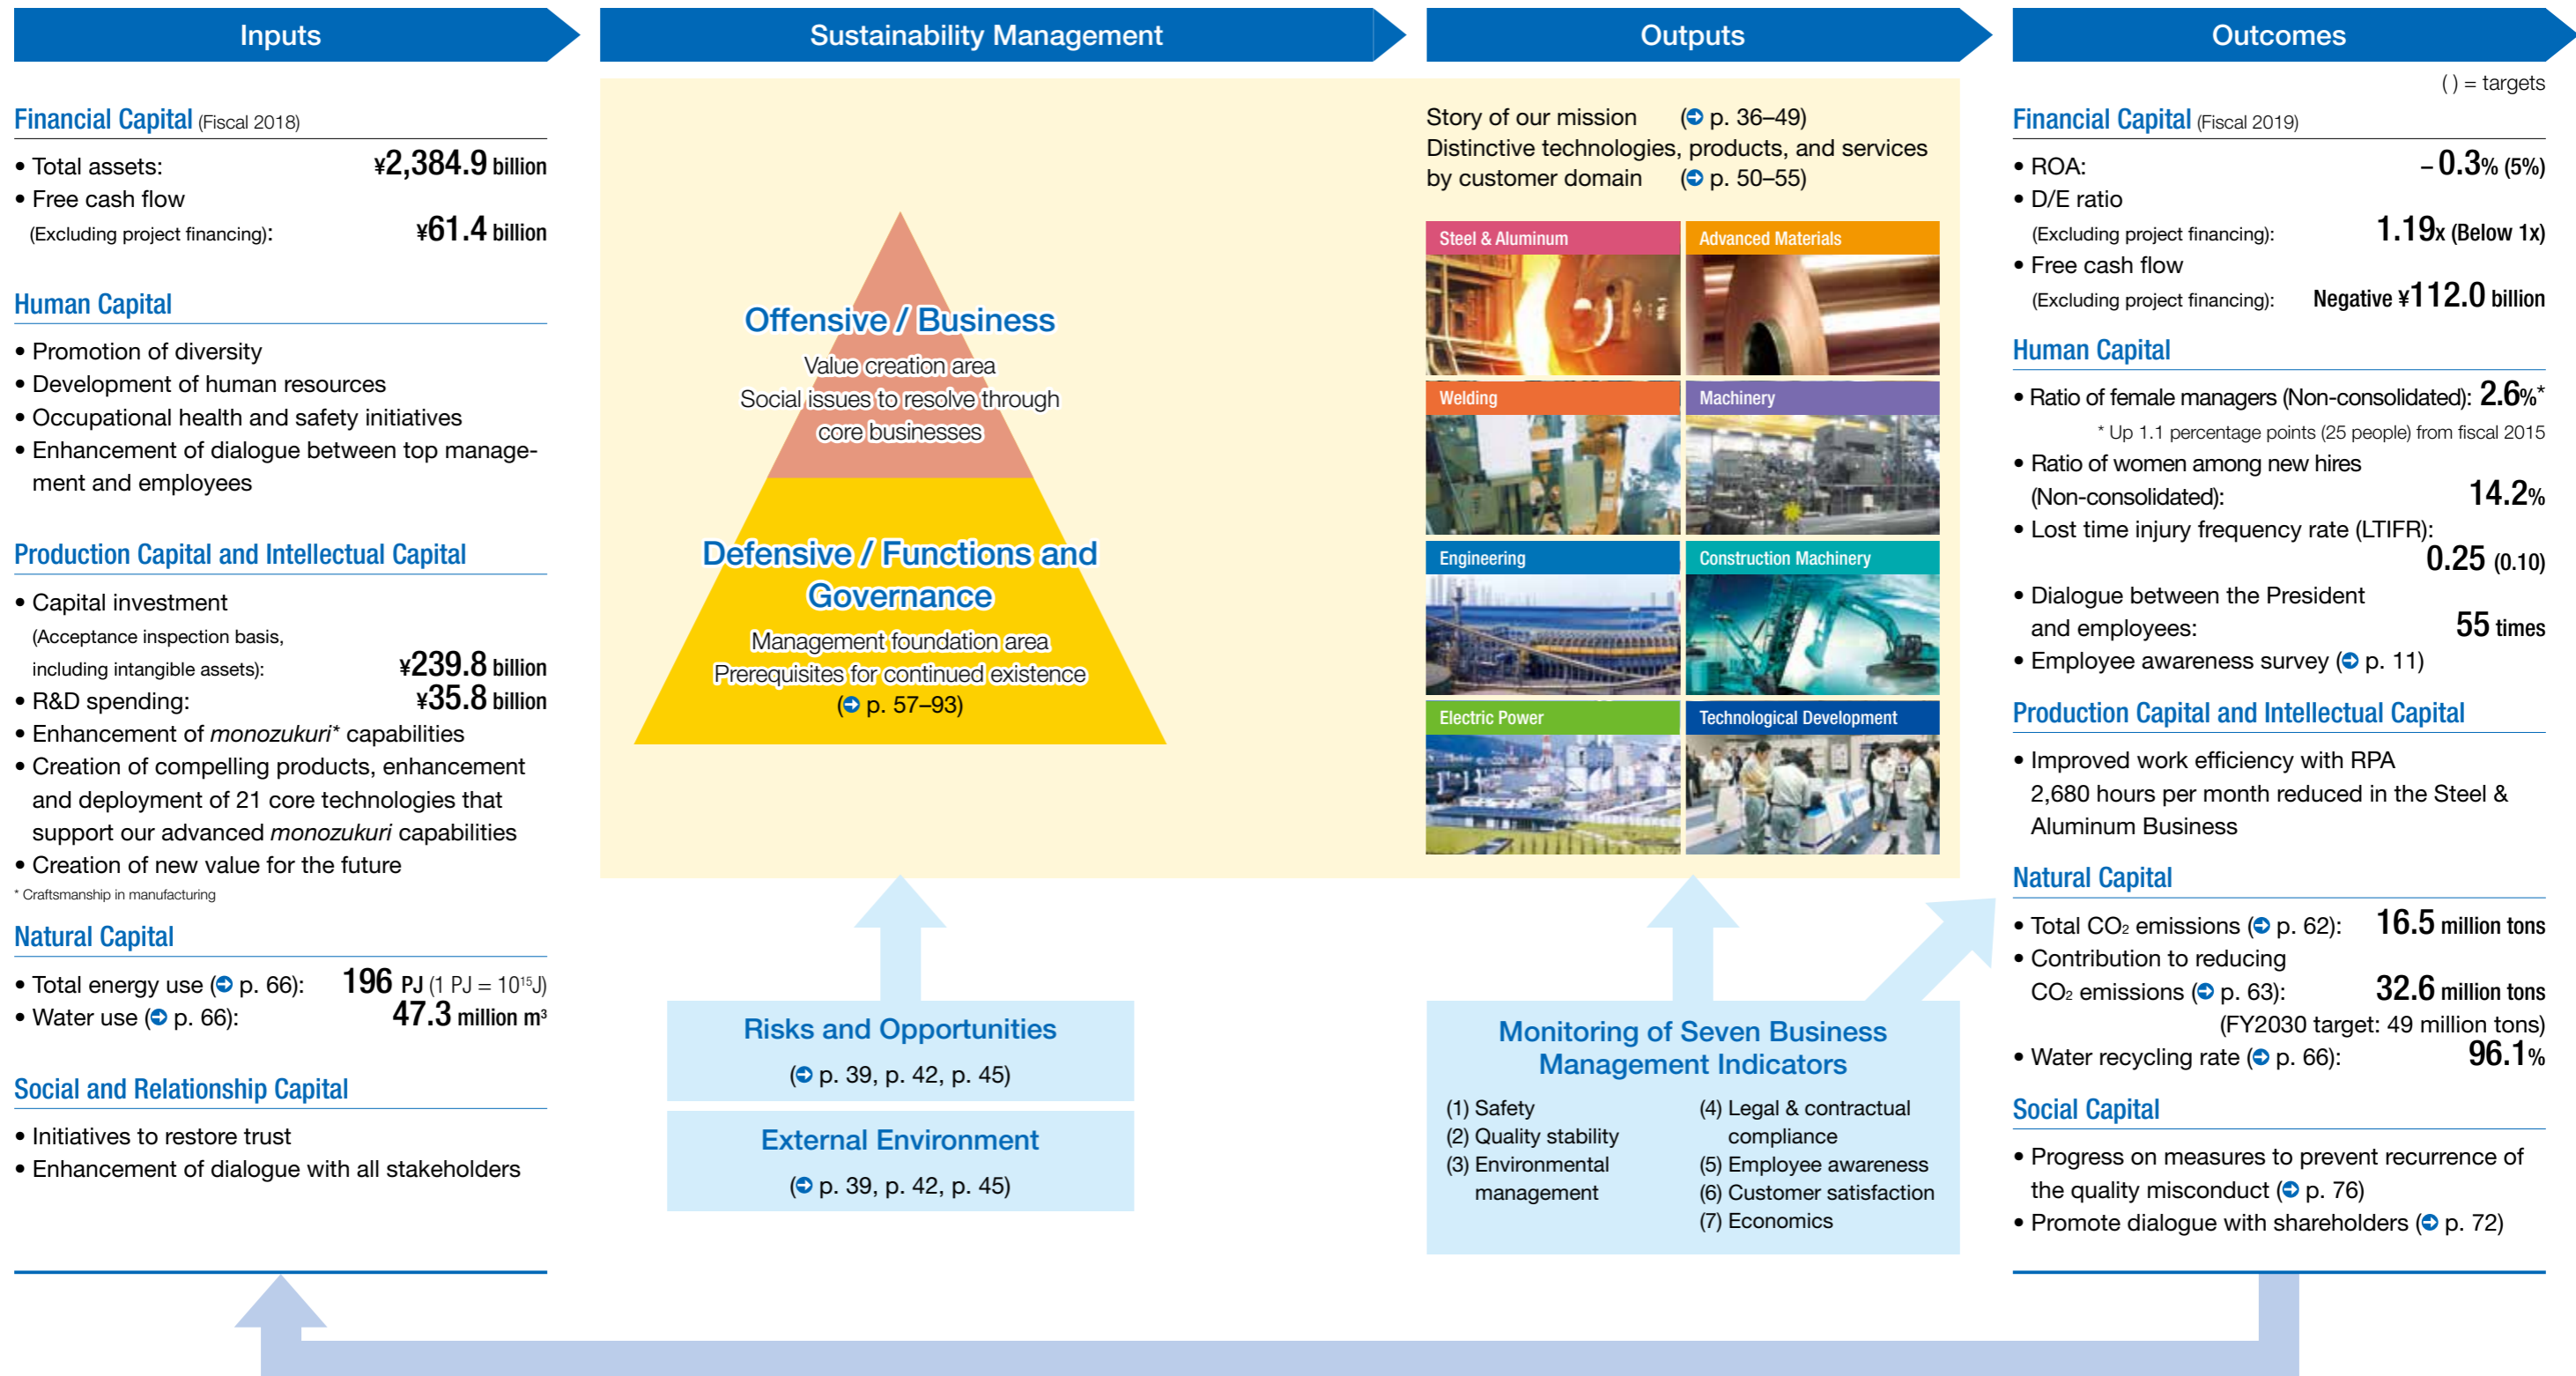 Inputs
Sustainability Management
Outputs
Outcomes
Financial Capital (Fiscal 2018)
• Total assets: ¥2,384.9 billion
• Free cash flow
(Excluding project financing): ¥61.4 billion
Human Capital
• Promotion of diversity
• Development of human resources
• Occupational health and safety initiatives
• Enhancement of dialogue between top manage-
ment and employees
Production Capital and Intellectual Capital
• Capital investment
(Acceptance inspection basis,
including intangible assets): ¥239.8 billion
• R&D spending: ¥35.8 billion
• Enhancement of monozukuri* capabilities
• Creation of compelling products, enhancement
and deployment of 21 core technologies that
support our advanced monozukuri capabilities
• Creation of new value for the future
* Craftsmanship in manufacturing
Natural Capital
• Total energy use (➲ p. 66): 196 PJ (1 PJ = 10¹⁵J)
• Water use (➲ p. 66): 47.3 million m³
Social and Relationship Capital
• Initiatives to restore trust
• Enhancement of dialogue with all stakeholders
Offensive / Business
Value creation area
Social issues to resolve through
core businesses
Defensive / Functions and
Governance
Management foundation area
Prerequisites for continued existence
(➲ p. 57–93)
Risks and Opportunities
(➲ p. 39, p. 42, p. 45)
External Environment
(➲ p. 39, p. 42, p. 45)
Story of our mission (➲ p. 36–49)
Distinctive technologies, products, and services
by customer domain (➲ p. 50–55)
Steel & Aluminum
Advanced Materials
Welding
Machinery
Engineering
Construction Machinery
Electric Power
Technological Development
Monitoring of Seven Business
Management Indicators
(1) Safety
(2) Quality stability
(3) Environmental
management
(4) Legal & contractual
compliance
(5) Employee awareness
(6) Customer satisfaction
(7) Economics
( ) = targets
Financial Capital (Fiscal 2019)
• ROA: – 0.3% (5%)
• D/E ratio
(Excluding project financing): 1.19x (Below 1x)
• Free cash flow
(Excluding project financing): Negative ¥112.0 billion
Human Capital
• Ratio of female managers (Non-consolidated): 2.6%*
* Up 1.1 percentage points (25 people) from fiscal 2015
• Ratio of women among new hires
(Non-consolidated): 14.2%
• Lost time injury frequency rate (LTIFR):
0.25 (0.10)
• Dialogue between the President
and employees: 55 times
• Employee awareness survey (➲ p. 11)
Production Capital and Intellectual Capital
• Improved work efficiency with RPA
2,680 hours per month reduced in the Steel &
Aluminum Business
Natural Capital
• Total CO₂ emissions (➲ p. 62): 16.5 million tons
• Contribution to reducing
CO₂ emissions (➲ p. 63): 32.6 million tons
(FY2030 target: 49 million tons)
• Water recycling rate (➲ p. 66): 96.1%
Social Capital
• Progress on measures to prevent recurrence of
the quality misconduct (➲ p. 76)
• Promote dialogue with shareholders (➲ p. 72)